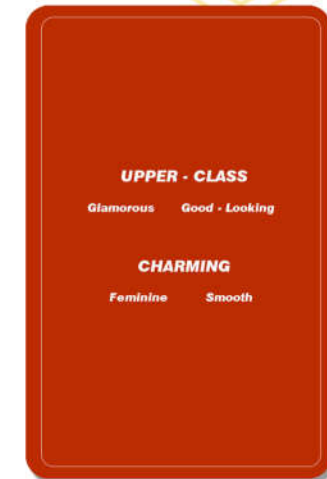 UPPER - CLASS
Glamorous Good - Looking
CHARMING
Feminine Smooth